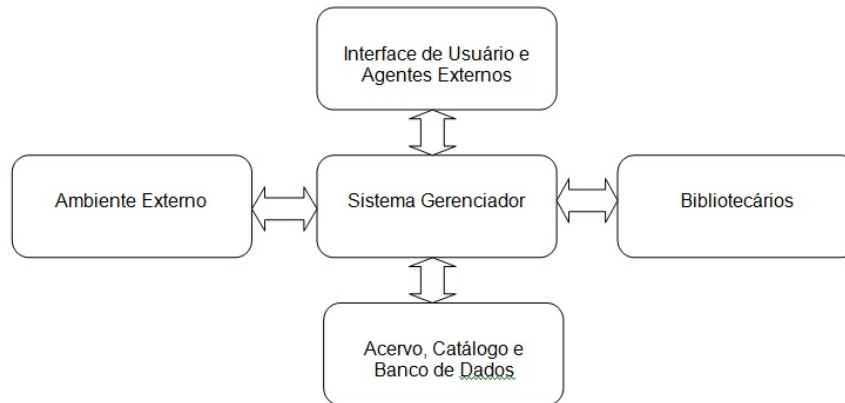 Interface de Usuário e
Agentes Externos
Ambiente Externo
Sistema Gerenciador
Bibliotecários
Acervo, Catálogo e
Banco de Dados